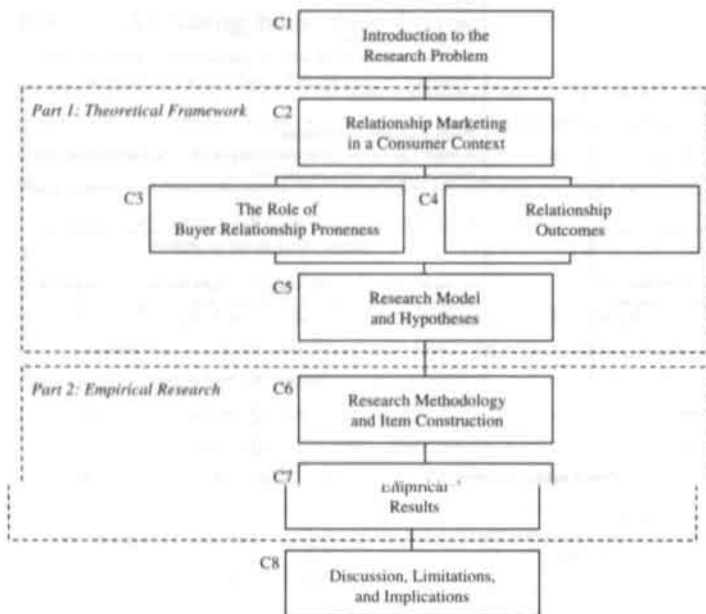 C1
Introduction to the
Research Problem
Part 1: Theoretical Framework
C2
Relationship Marketing
in a Consumer Context
C3
The Role of
Buyer Relationship Proneness
C4
Relationship
Outcomes
C5
Research Model
and Hypotheses
Part 2: Empirical Research
C6
Research Methodology
and Item Construction
C7
Empirical
Results
C8
Discussion, Limitations,
and Implications